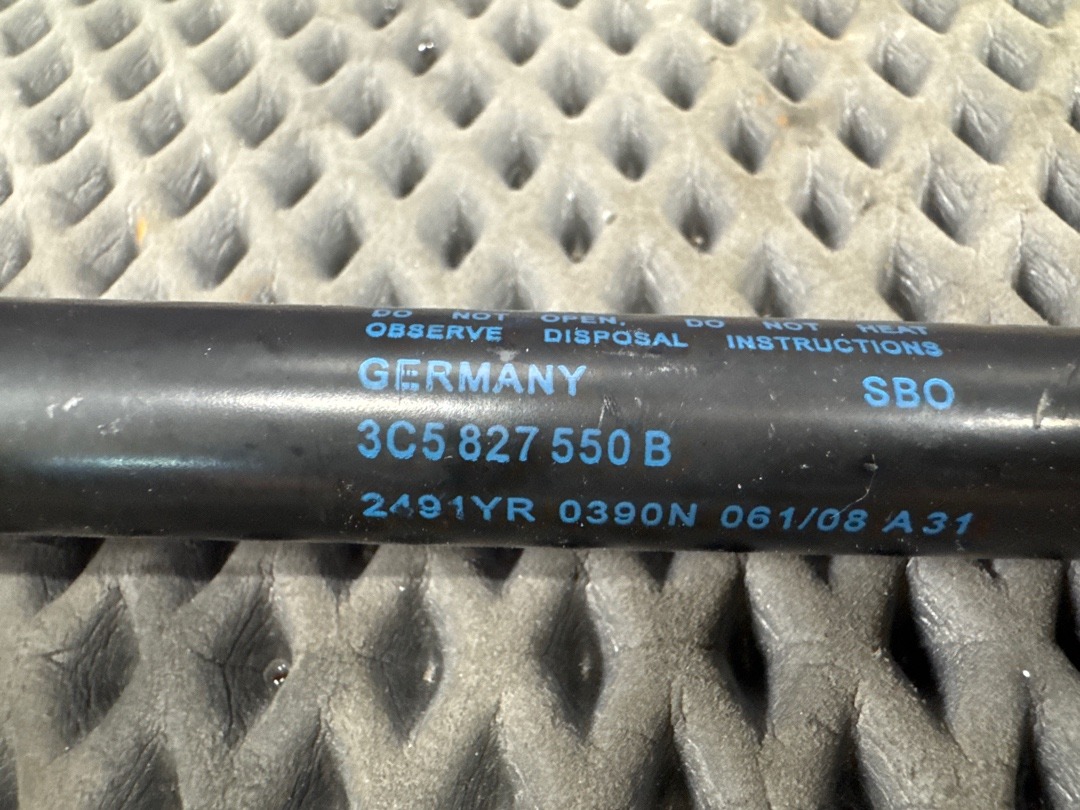 DO NOT OPEN. DO NOT HEAT
OBSERVE DISPOSAL INSTRUCTIONS
GERMANY SBO
3C5 827 550 B
2491YR 0390N 061/08 A31